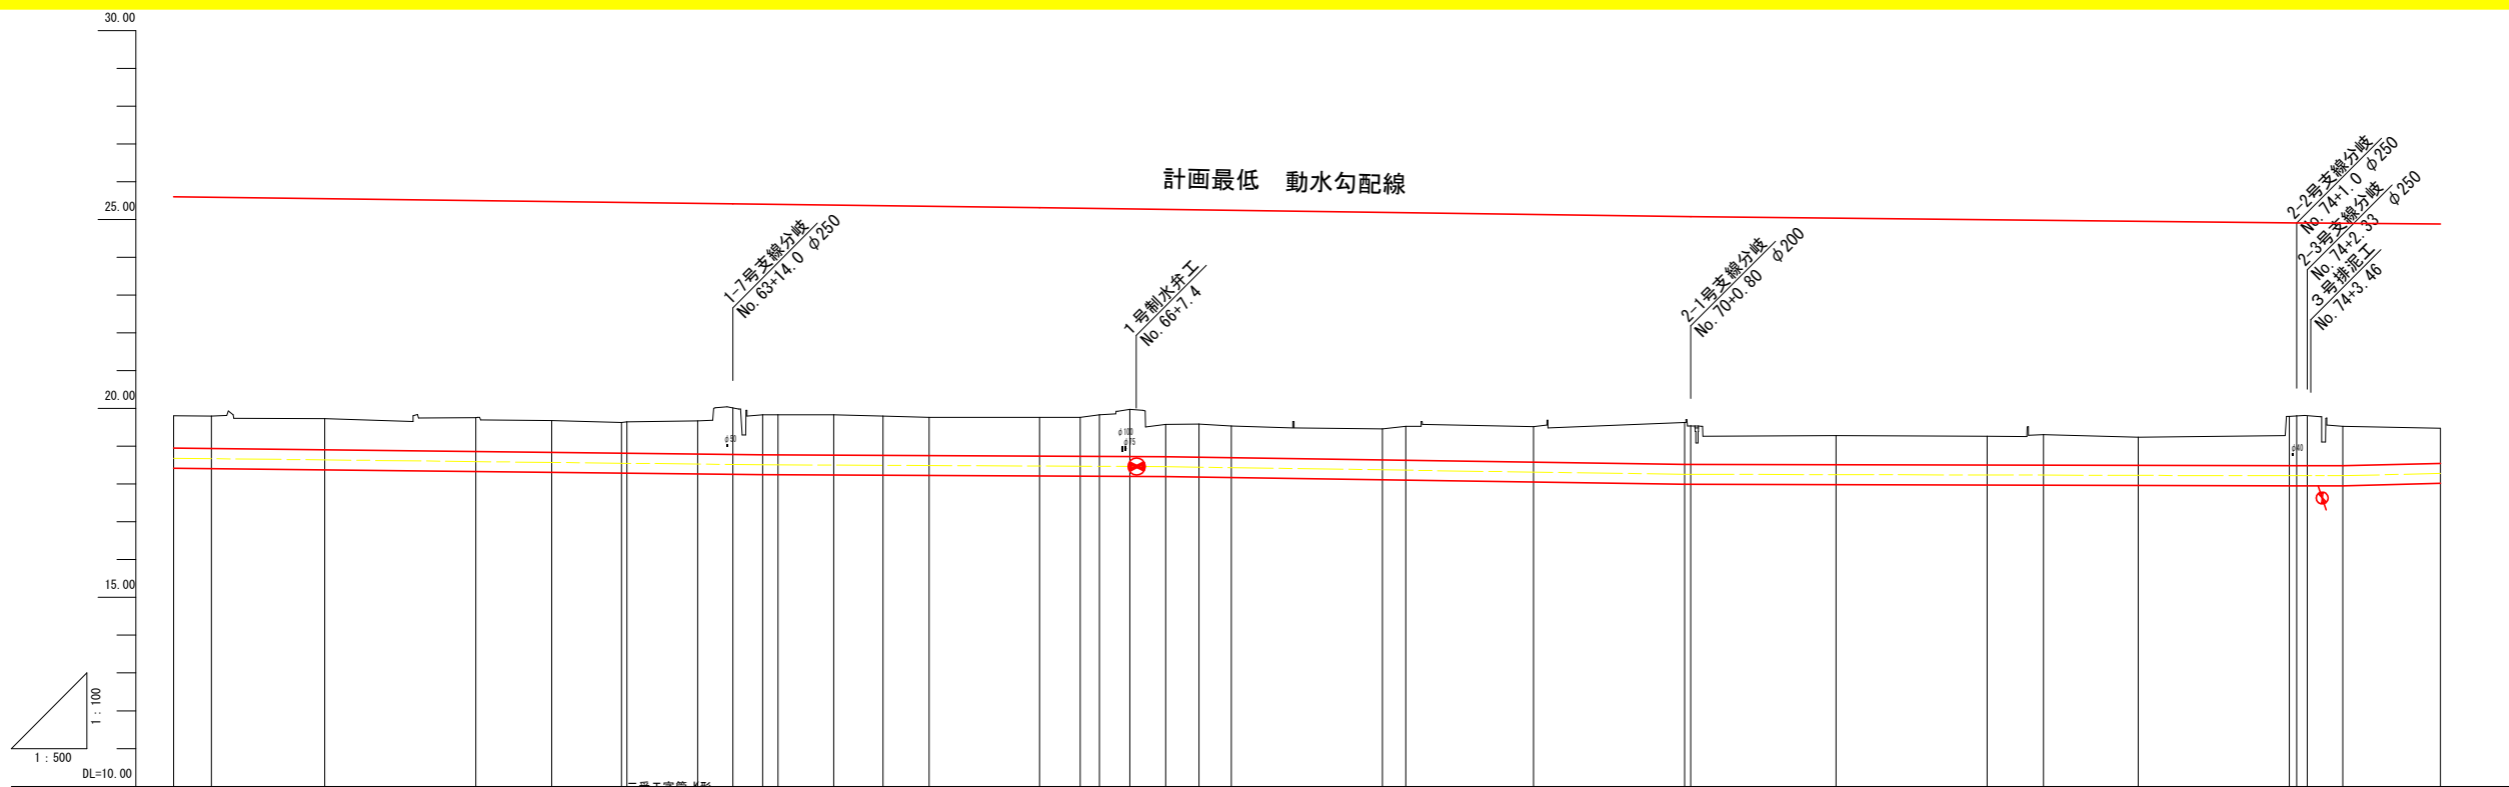 30.00
計画最低　動水勾配線
25.00
2-2号支線分岐
No.74+1.0 φ250
2-3号支線分岐
No.74+2.33 φ250
3号排泥工
No.74+3.46
1-7号支線分岐
No.63+14.0 φ250
1号制水弁工
No.66+7.4
2-1号支線分岐
No.70+0.80 φ200
20.00
φ50
φ100
φ75
φ40
15.00
1：100
1：500
DL=10.00